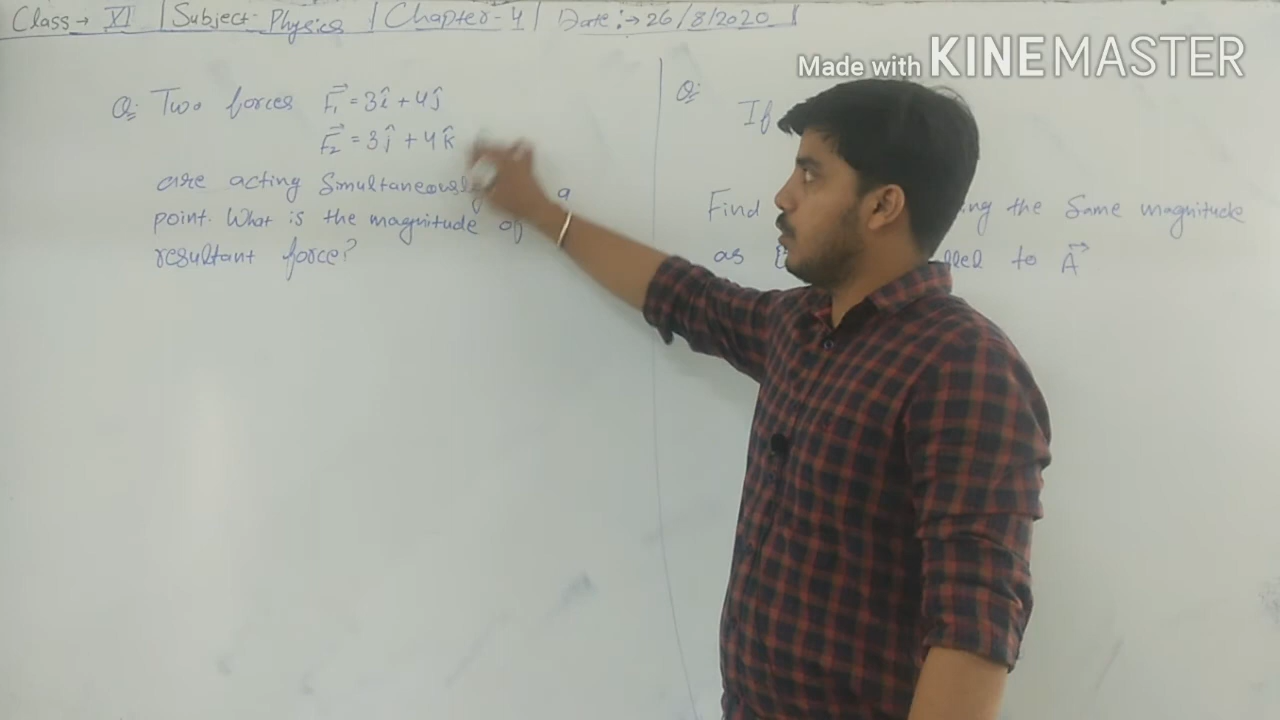 Class → XI | Subject- Physics | Chapter-4 | Date:→ 26/8/2020 |
Made with KINEMASTER
Q: Two forces F₁ = 3î + 4ĵ
F₂ = 3ĵ + 4k̂
are acting Simultaneously a
point. What is the magnitude of
resultant force?
Q:
If
Find the Same magnitude
as to A